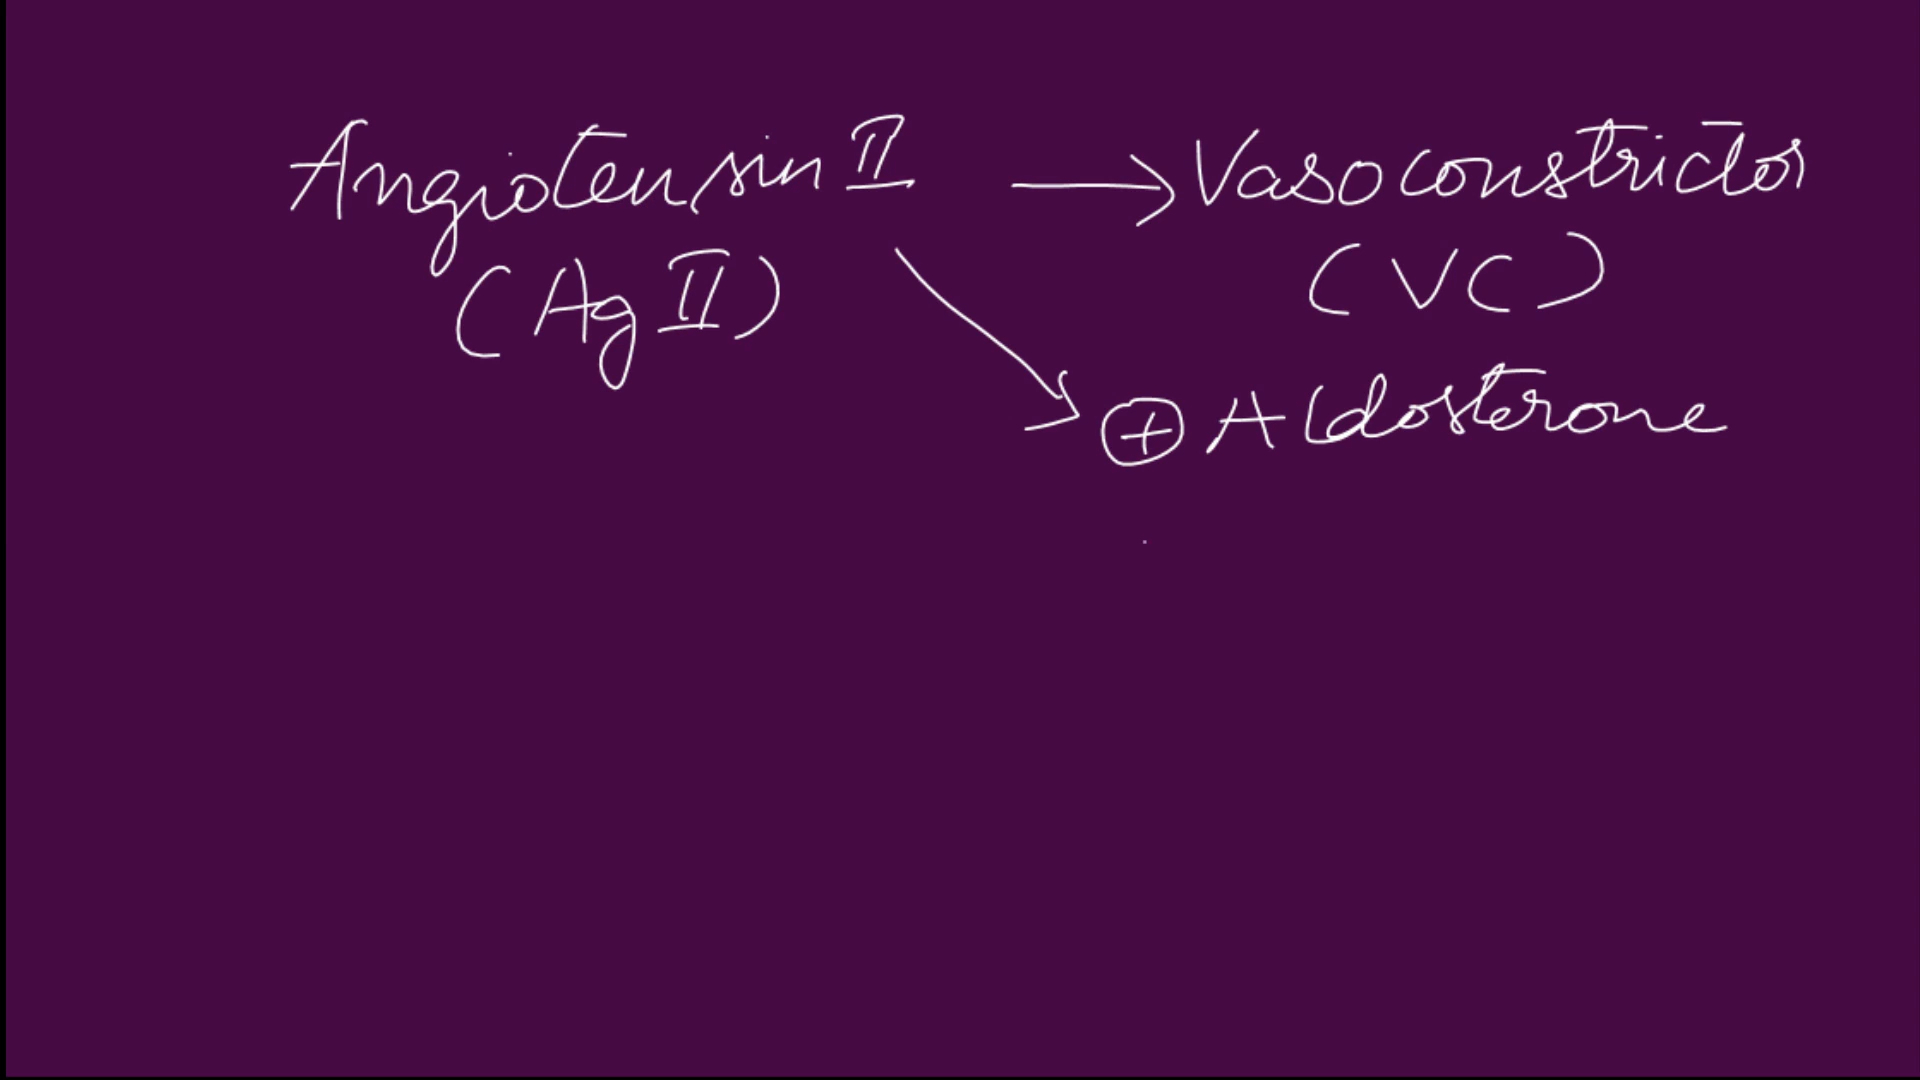 Angiotensin II → Vasoconstrictor
(Ag II) (VC)
⊕ Aldosterone